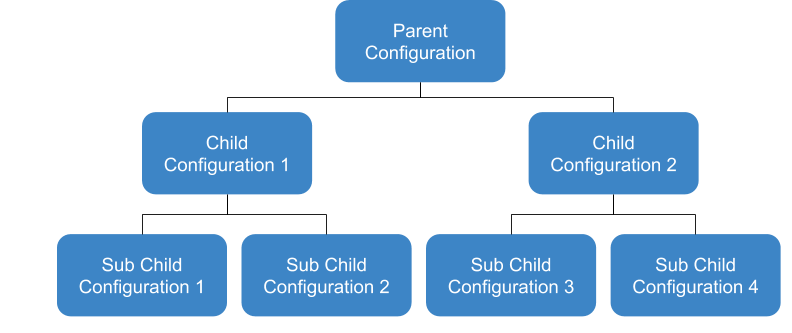 Parent
Configuration
Child
Configuration 1
Child
Configuration 2
Sub Child
Configuration 1
Sub Child
Configuration 2
Sub Child
Configuration 3
Sub Child
Configuration 4